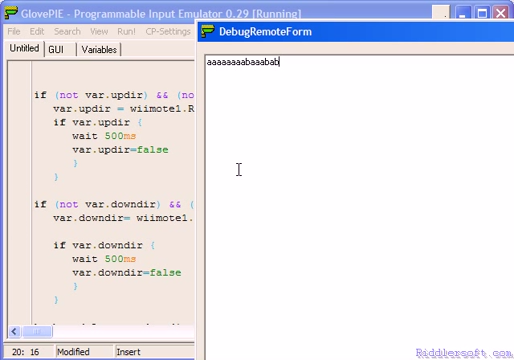 GlovePIE - Programmable Input Emulator 0.29 [Running]
File Edit Search View Run! CP-Settings
Untitled GUI Variables
DebugRemoteForm
aaaaaaaabaaabab
if (not var.updir) && (no
var.updir = wiimote1.R
if var.updir {
wait 500ms
var.updir=false
}
}
if (not var.downdir) && (
var.downdir= wiimote1.
if var.downdir {
wait 500ms
var.downdir=false
}
}
20: 16 Modified Insert
Riddlersoft.com